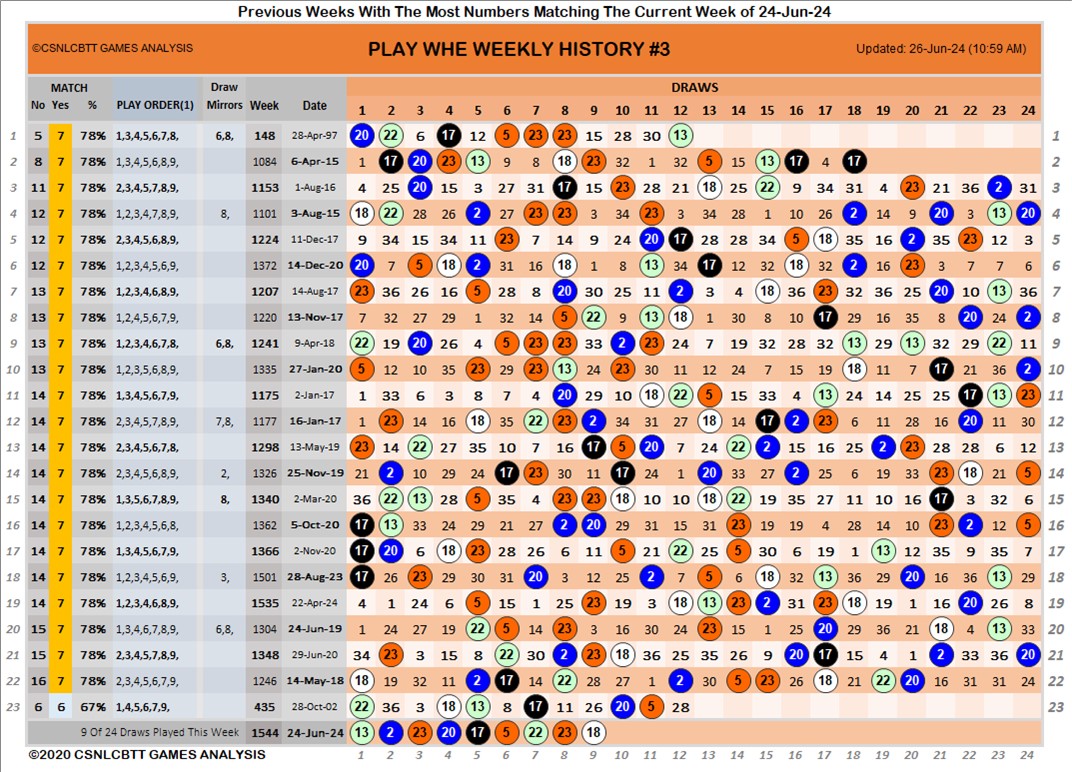 Previous Weeks With The Most Numbers Matching The Current Week of 24-Jun-24
©CSNLCBTT GAMES ANALYSIS PLAY WHE WEEKLY HISTORY #3 Updated: 26-Jun-24 (10:59 AM)
MATCH Draw DRAWS
No Yes % PLAY ORDER(1) Mirrors Week Date 1 2 3 4 5 6 7 8 9 10 11 12 13 14 15 16 17 18 19 20 21 22 23 24
1 5 7 78% 1,3,4,5,6,7,8, 6,8, 148 28-Apr-97 20 22 6 17 12 5 23 23 15 28 30 13 1
2 8 7 78% 1,2,3,4,5,8,9, 1084 6-Apr-15 1 17 20 23 13 9 8 18 23 32 1 32 5 15 13 16 4 17 2
3 11 7 78% 2,3,4,5,7,8,9, 1153 1-Aug-16 4 25 20 15 3 27 31 17 15 23 28 21 18 25 22 9 34 31 4 23 21 36 2 31 3
4 12 7 78% 1,2,3,4,7,8,9, 8, 1101 3-Aug-15 18 22 28 26 2 27 23 23 34 23 3 34 28 1 10 26 2 14 9 20 3 23 20 4
5 12 7 78% 2,3,4,5,6,8,9, 1224 11-Dec-17 9 34 15 34 11 23 7 14 9 24 20 17 28 28 34 5 18 35 16 2 35 23 12 3 5
6 12 7 78% 1,2,3,4,5,6,9, 1372 14-Dec-20 20 7 5 18 2 31 16 18 1 8 13 34 17 12 32 18 32 2 16 23 3 7 7 6 6
7 13 7 78% 1,2,3,4,6,8,9, 1207 14-Aug-17 23 36 26 16 5 28 8 20 30 25 11 2 3 4 18 36 23 32 36 25 20 10 13 36 7
8 13 7 78% 1,2,4,5,6,7,9, 1220 13-Nov-17 7 32 27 29 1 32 14 5 22 9 13 18 1 30 8 10 17 29 16 35 8 20 24 2 8
9 13 7 78% 1,2,3,4,6,7,8, 6,8, 1241 9-Apr-18 22 19 20 26 4 5 23 23 33 2 23 24 7 19 32 28 32 13 29 13 32 29 22 11 9
10 13 7 78% 1,2,3,5,6,8,9, 1335 27-Jan-20 5 12 10 35 23 29 23 13 24 23 30 11 12 24 7 15 19 18 11 7 17 21 36 2 10
11 14 7 78% 1,3,4,5,6,7,9, 1175 2-Jan-17 1 33 6 3 8 7 4 20 29 10 18 22 5 15 33 4 13 24 14 25 25 17 13 23 11
12 14 7 78% 2,3,4,5,7,8,9, 7,8, 1177 16-Jan-17 1 23 14 16 18 35 22 23 2 34 31 27 18 12 17 2 23 6 11 28 16 20 11 30 12
13 14 7 78% 2,3,4,5,6,7,8, 1298 13-May-19 23 14 22 27 35 10 7 16 17 5 20 7 24 22 2 15 16 25 2 23 28 28 6 12 13
14 14 7 78% 2,3,4,5,6,8,9, 2, 1326 25-Nov-19 21 2 10 29 24 17 23 30 11 17 24 1 20 33 27 2 25 6 19 33 23 18 21 5 14
15 14 7 78% 1,3,5,6,7,8,9, 8, 1340 2-Mar-20 36 22 13 28 5 35 4 23 23 18 10 10 18 22 19 35 27 11 10 16 17 3 32 6 15
16 14 7 78% 1,2,3,4,5,6,8, 1362 5-Oct-20 17 13 33 24 29 21 27 2 20 29 31 15 31 23 19 19 4 28 14 10 23 2 12 5 16
17 14 7 78% 1,3,4,5,6,7,9, 1366 2-Nov-20 17 20 6 18 23 28 26 6 11 5 21 22 25 5 30 6 19 1 13 12 35 9 35 7 17
18 14 7 78% 1,2,3,4,5,6,9, 3, 1501 28-Aug-23 17 26 23 29 30 31 20 3 12 25 2 7 5 6 18 32 13 36 29 20 16 36 13 29 18
19 14 7 78% 1,2,3,4,6,8,9, 1535 22-Apr-24 4 1 24 6 5 15 1 25 23 19 3 18 13 23 2 31 23 18 19 1 16 20 26 8 19
20 15 7 78% 1,3,4,6,7,8,9, 6,8, 1304 24-Jun-19 1 24 27 19 22 5 14 23 3 16 30 24 23 15 1 25 20 29 36 21 18 4 13 33 20
21 15 7 78% 2,3,4,5,7,8,9, 1348 29-Jun-20 34 23 3 15 8 22 30 2 23 18 36 25 35 26 9 20 17 15 4 1 2 33 36 20 21
22 16 7 78% 2,3,4,5,7,8,9, 1246 14-May-18 18 19 32 11 2 17 14 22 28 27 1 2 30 5 23 26 18 19 22 20 16 31 31 24 22
23 6 6 67% 1,4,5,6,7,9, 435 28-Oct-02 22 36 3 18 13 8 17 11 26 20 5 28 23
9 Of 24 Draws Played This Week 1544 24-Jun-24 13 2 23 20 17 5 22 23 18
©2020 CSNLCBTT GAMES ANALYSIS 1 2 3 4 5 6 7 8 9 10 11 12 13 14 15 16 17 18 19 20 21 22 23 24